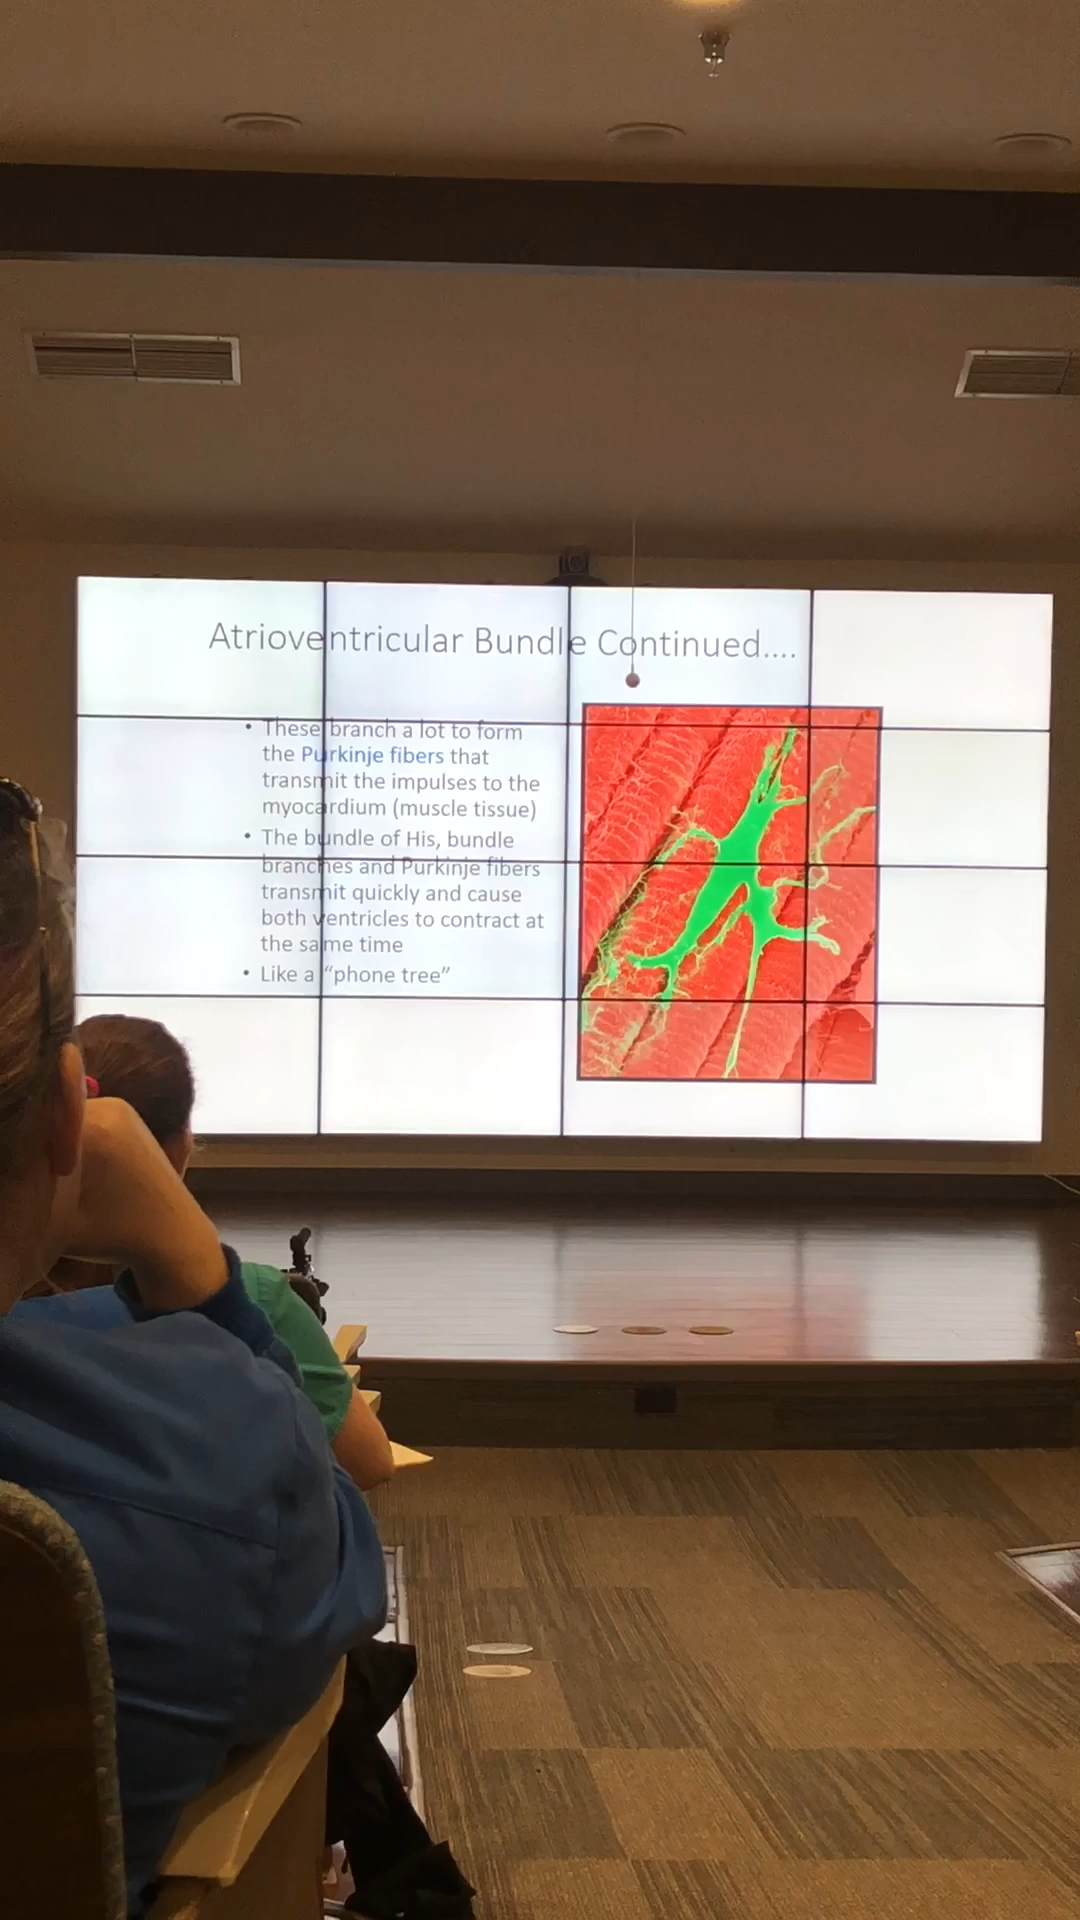 Atrioventricular Bundle Continued....
• These branch a lot to form
the Purkinje fibers that
transmit the impulses to the
myocardium (muscle tissue)
• The bundle of His, bundle
branches and Purkinje fibers
transmit quickly and cause
both ventricles to contract at
the same time
• Like a “phone tree”